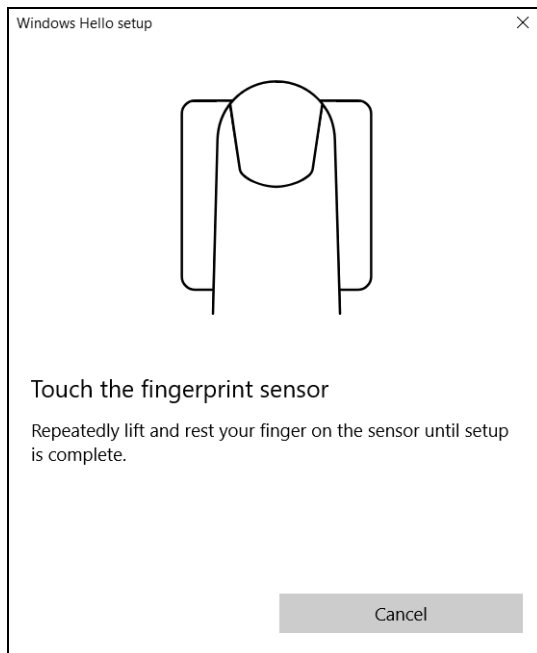 Windows Hello setup
Touch the fingerprint sensor
Repeatedly lift and rest your finger on the sensor until setup
is complete.
Cancel